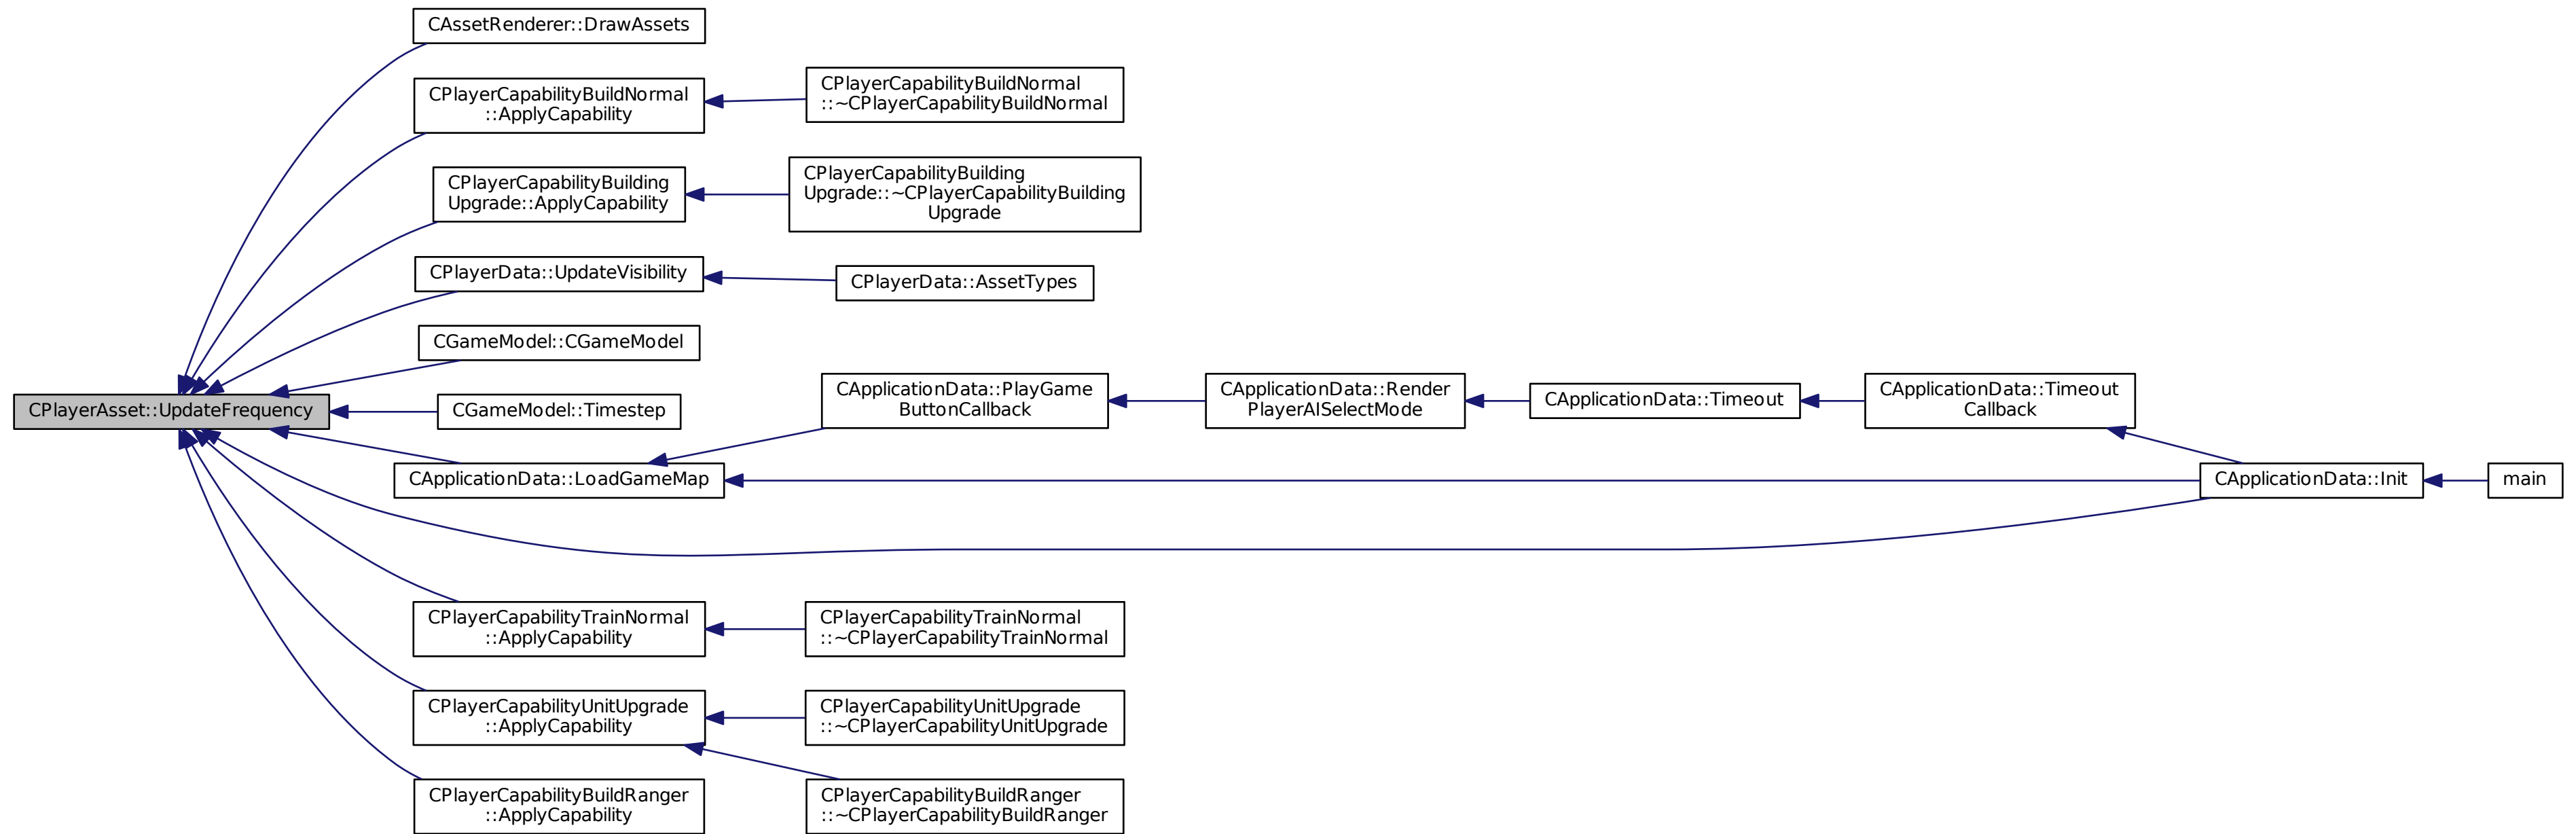 CAssetRenderer::DrawAssets
CPlayerCapabilityBuildNormal
::ApplyCapability
CPlayerCapabilityBuildNormal
::~CPlayerCapabilityBuildNormal
CPlayerCapabilityBuilding
Upgrade::ApplyCapability
CPlayerCapabilityBuilding
Upgrade::~CPlayerCapabilityBuilding
Upgrade
CPlayerData::UpdateVisibility
CPlayerData::AssetTypes
CGameModel::CGameModel
CPlayerAsset::UpdateFrequency
CGameModel::Timestep
CApplicationData::PlayGame
ButtonCallback
CApplicationData::Render
PlayerAISelectMode
CApplicationData::Timeout
CApplicationData::Timeout
Callback
CApplicationData::LoadGameMap
CApplicationData::Init
main
CPlayerCapabilityTrainNormal
::ApplyCapability
CPlayerCapabilityTrainNormal
::~CPlayerCapabilityTrainNormal
CPlayerCapabilityUnitUpgrade
::ApplyCapability
CPlayerCapabilityUnitUpgrade
::~CPlayerCapabilityUnitUpgrade
CPlayerCapabilityBuildRanger
::ApplyCapability
CPlayerCapabilityBuildRanger
::~CPlayerCapabilityBuildRanger